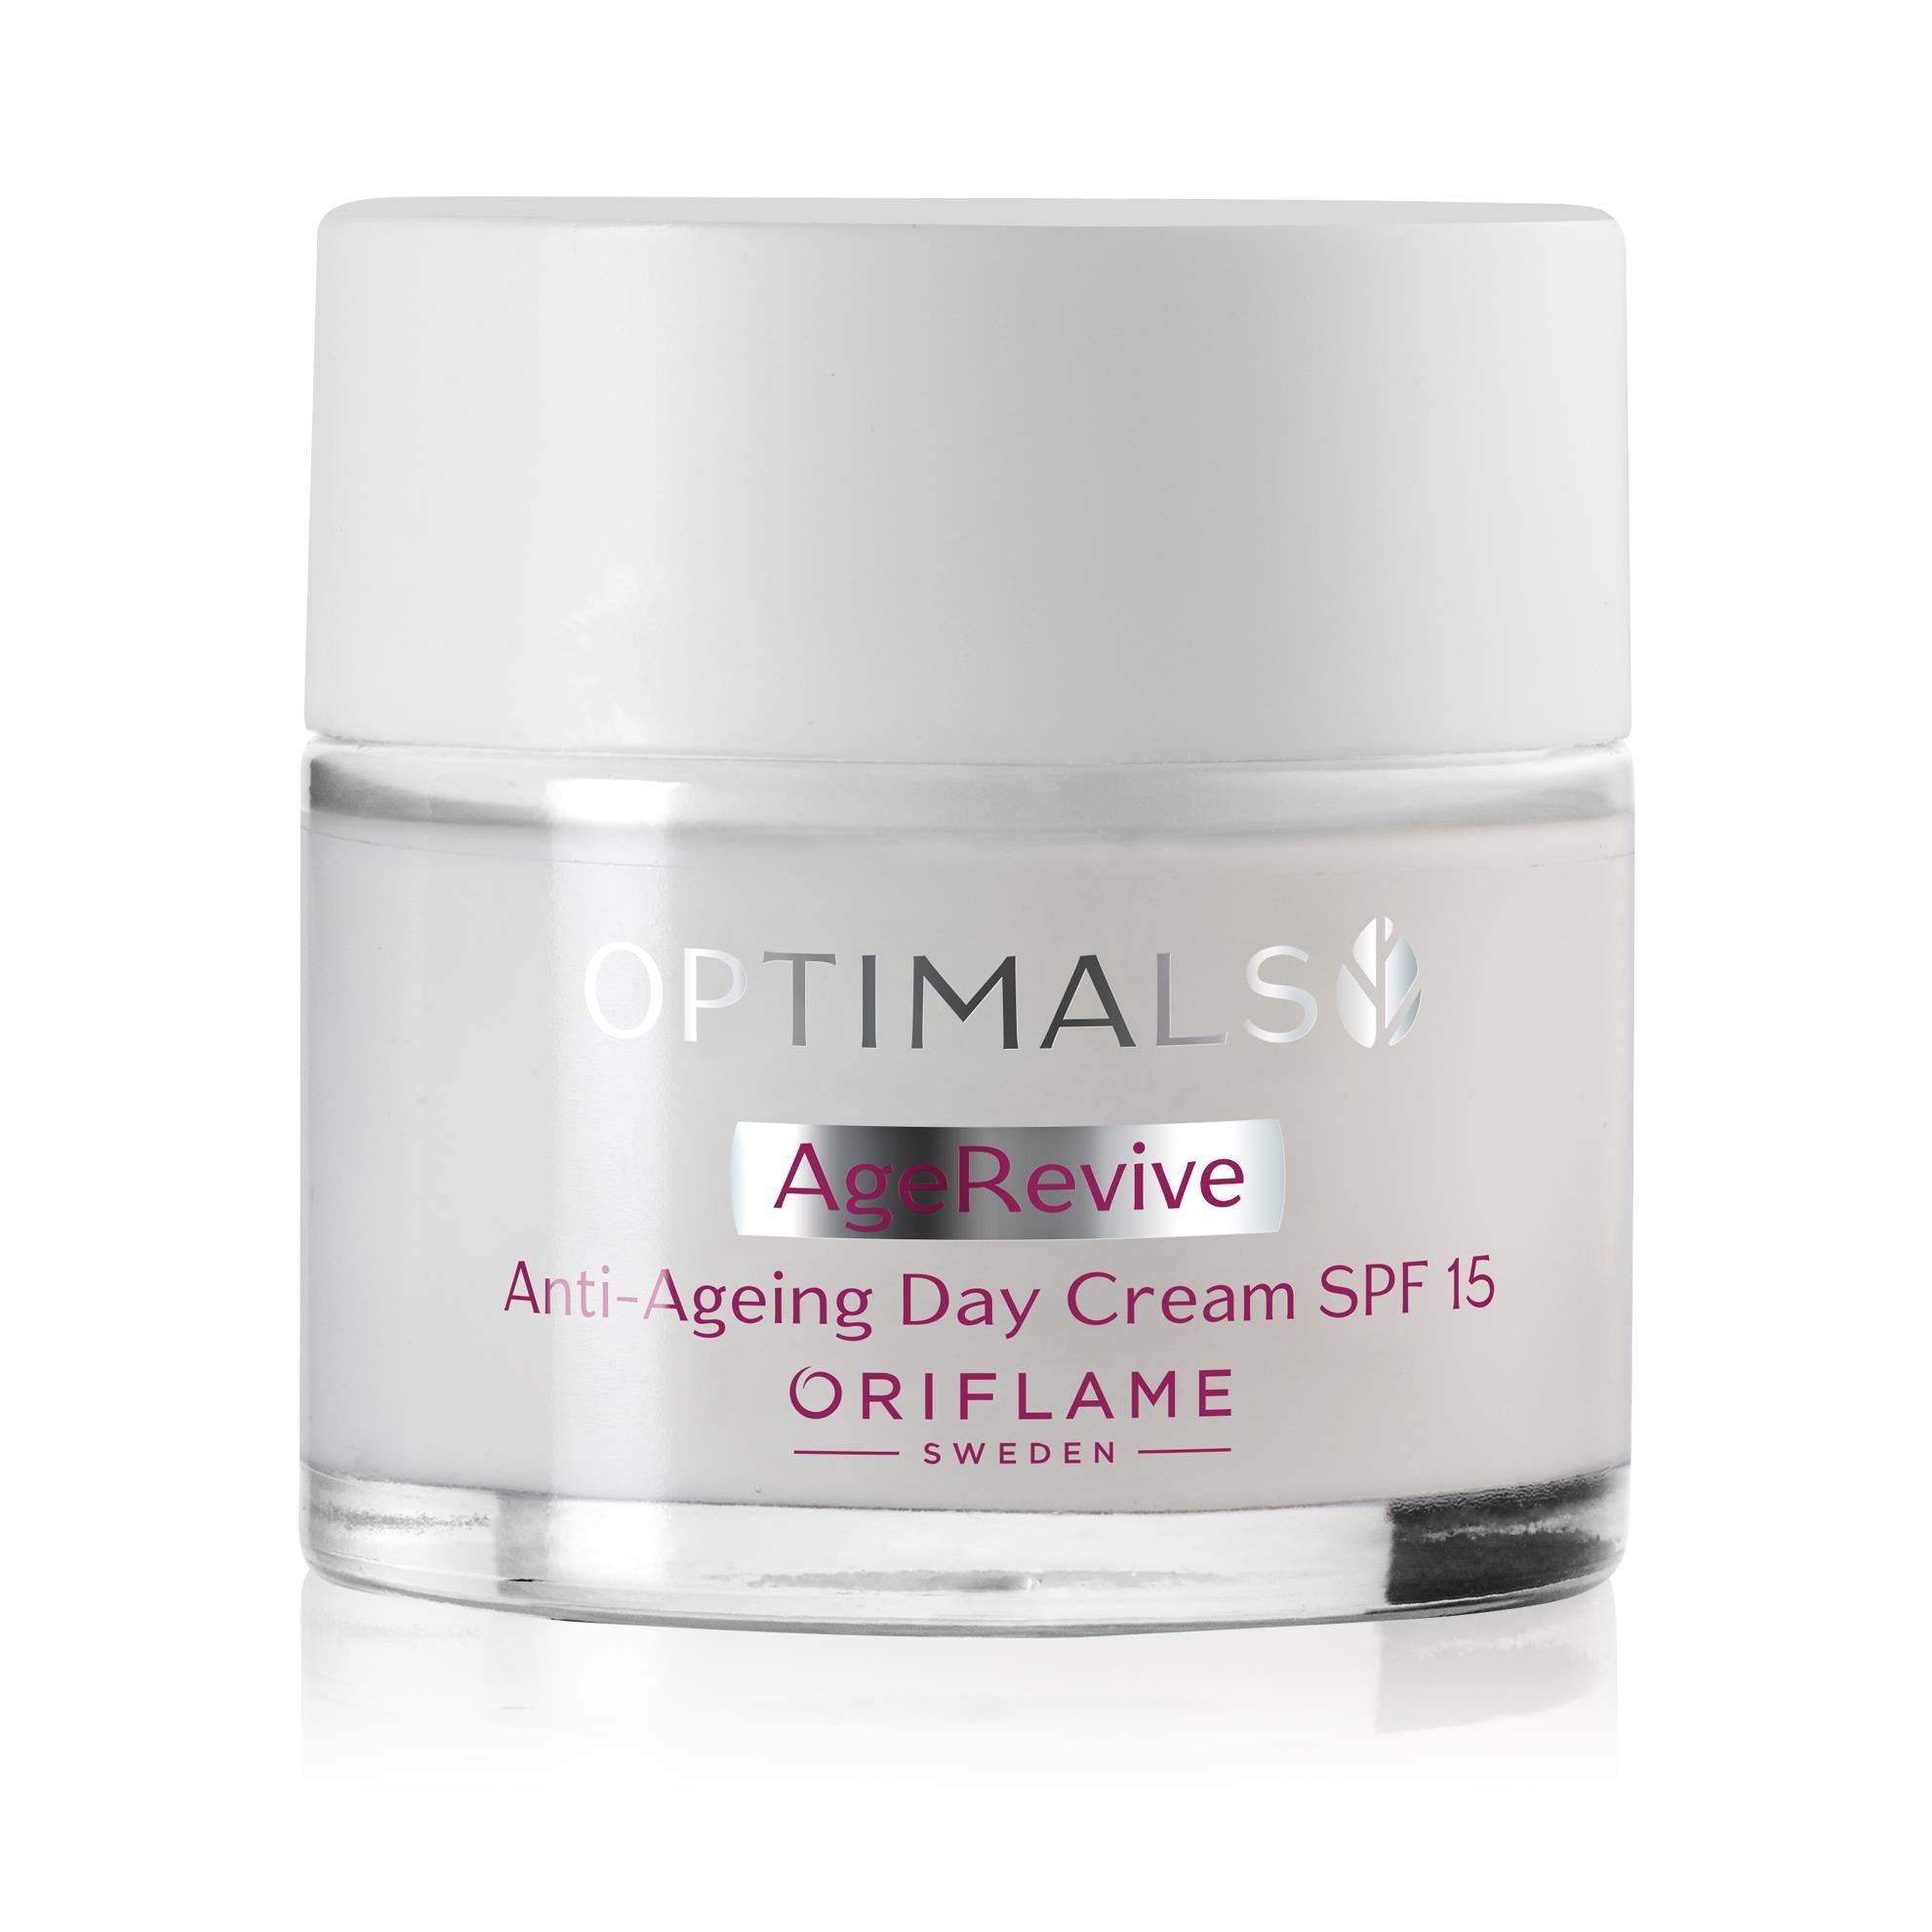 OPTIMALS
AgeRevive
Anti-Ageing Day Cream SPF 15
ORIFLAME
SWEDEN